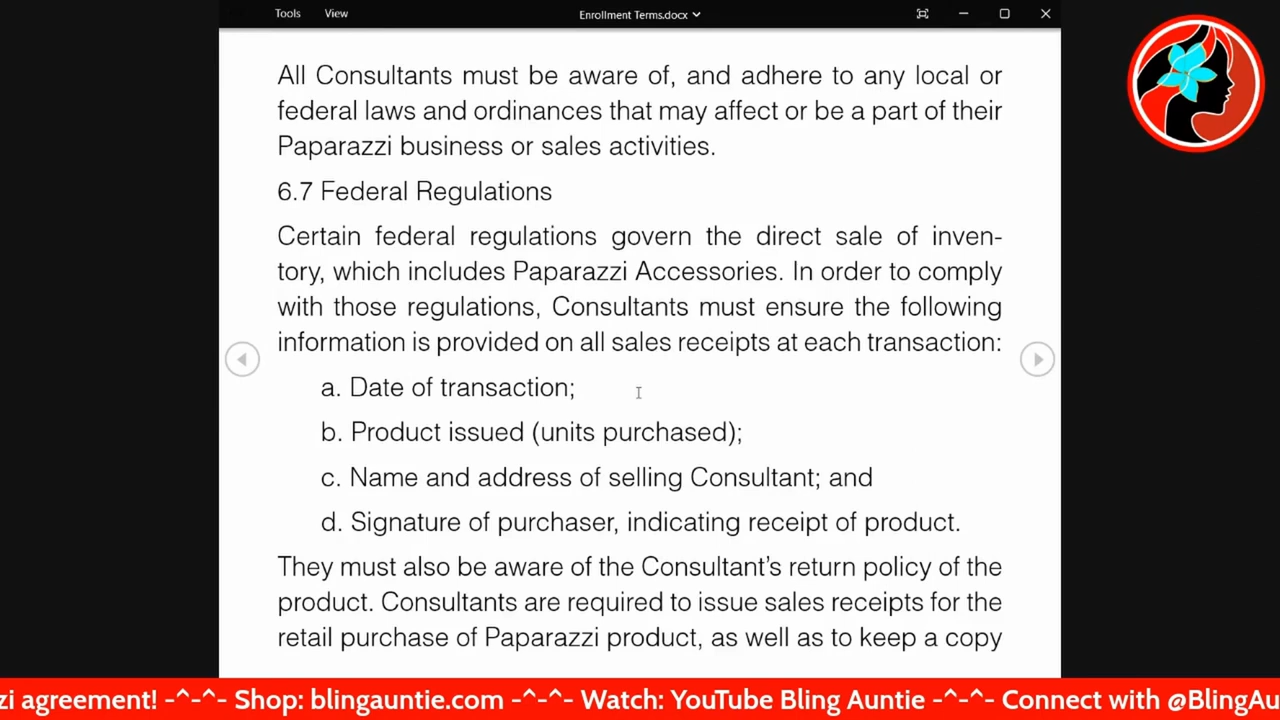 Tools View Enrollment Terms.docx
All Consultants must be aware of, and adhere to any local or
federal laws and ordinances that may affect or be a part of their
Paparazzi business or sales activities.
6.7 Federal Regulations
Certain federal regulations govern the direct sale of inven-
tory, which includes Paparazzi Accessories. In order to comply
with those regulations, Consultants must ensure the following
information is provided on all sales receipts at each transaction:
a. Date of transaction;
b. Product issued (units purchased);
c. Name and address of selling Consultant; and
d. Signature of purchaser, indicating receipt of product.
They must also be aware of the Consultant's return policy of the
product. Consultants are required to issue sales receipts for the
retail purchase of Paparazzi product, as well as to keep a copy
zi agreement! -^-^- Shop: blingauntie.com -^-^- Watch: YouTube Bling Auntie -^-^- Connect with @BlingAu